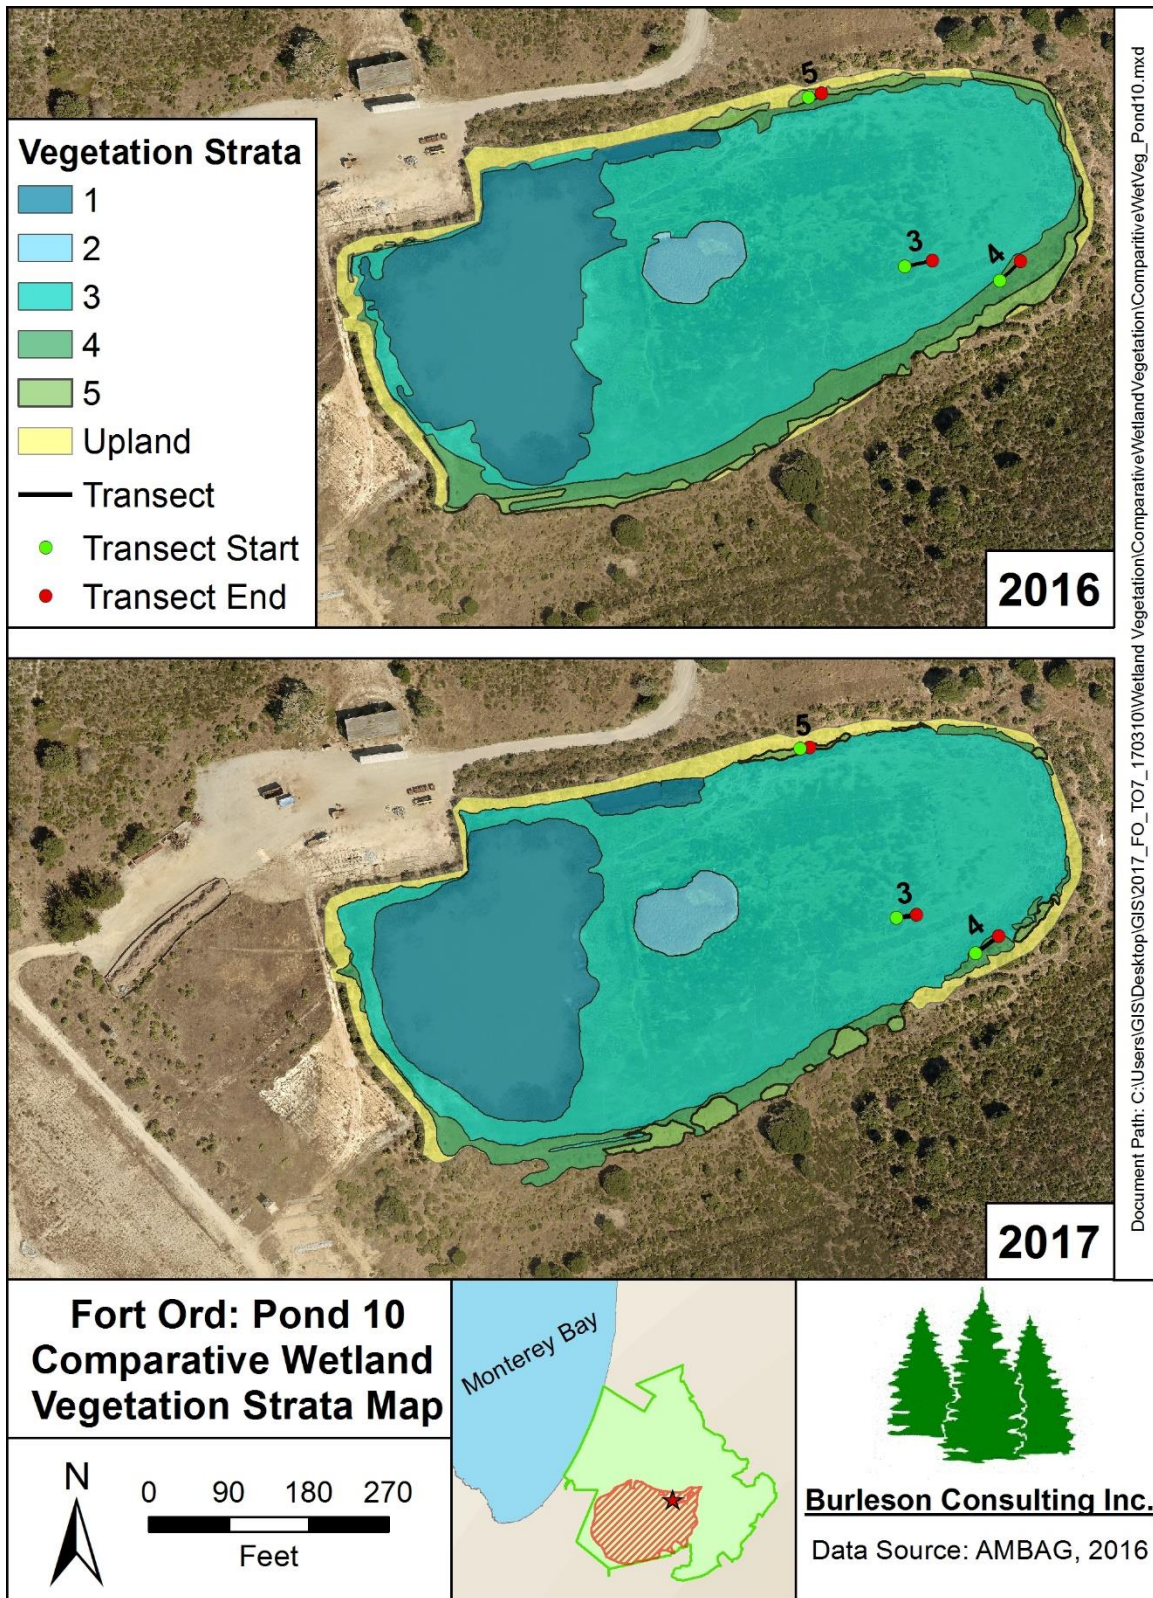 Vegetation Strata
1
2
3
4
5
Upland
Transect
Transect Start
Transect End
5
3
4
2016
5
3
4
2017
Document Path: C:\Users\GIS\Desktop\GIS\2017_FO_TO7_170310\Wetland Vegetation\ComparativeWetlandVegetation\ComparitiveWetVeg_Pond10.mxd
Fort Ord: Pond 10
Comparative Wetland
Vegetation Strata Map
N
0 90 180 270
Feet
Monterey Bay
Burleson Consulting Inc.
Data Source: AMBAG, 2016